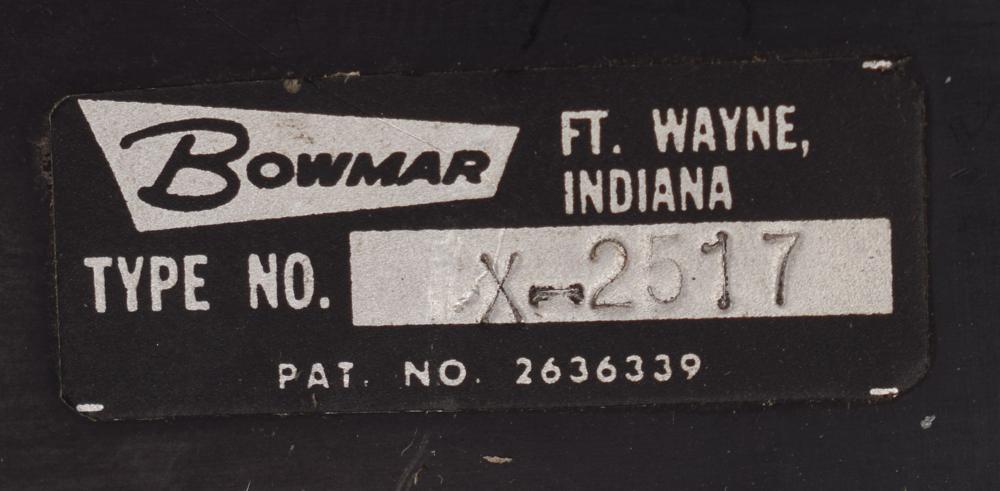 BOWMAR
FT. WAYNE,
INDIANA
TYPE NO. X-2517
PAT. NO. 2636339